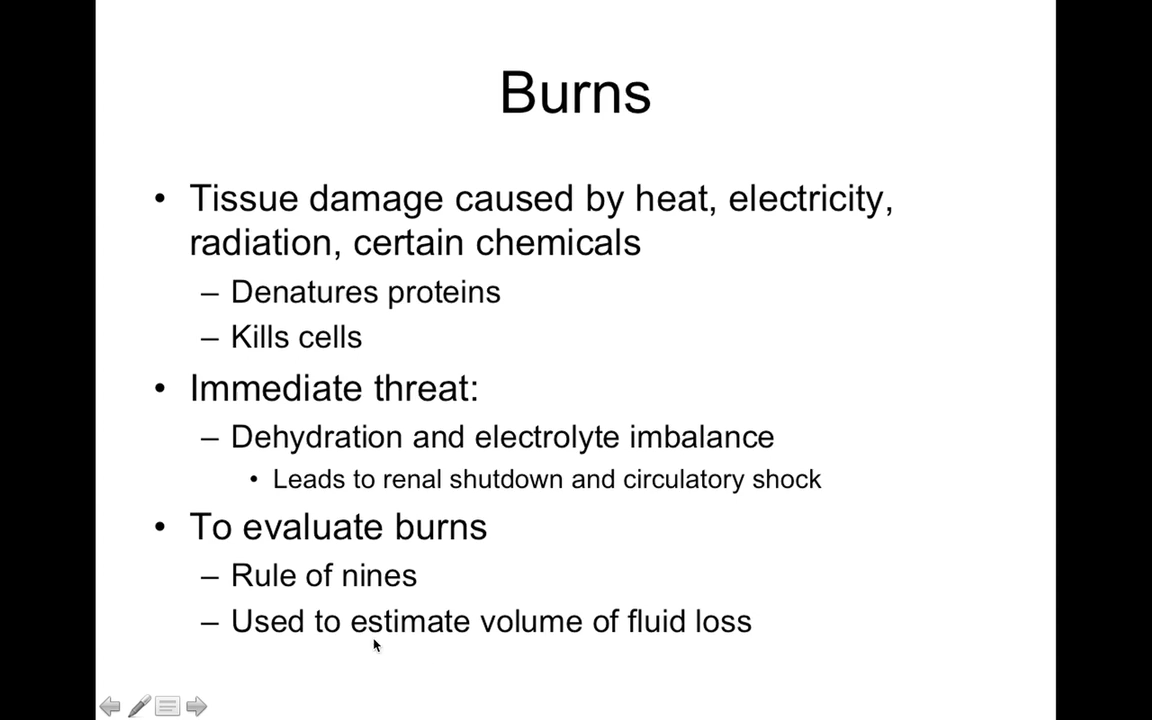 Burns
• Tissue damage caused by heat, electricity,
radiation, certain chemicals
– Denatures proteins
– Kills cells
• Immediate threat:
– Dehydration and electrolyte imbalance
• Leads to renal shutdown and circulatory shock
• To evaluate burns
– Rule of nines
– Used to estimate volume of fluid loss